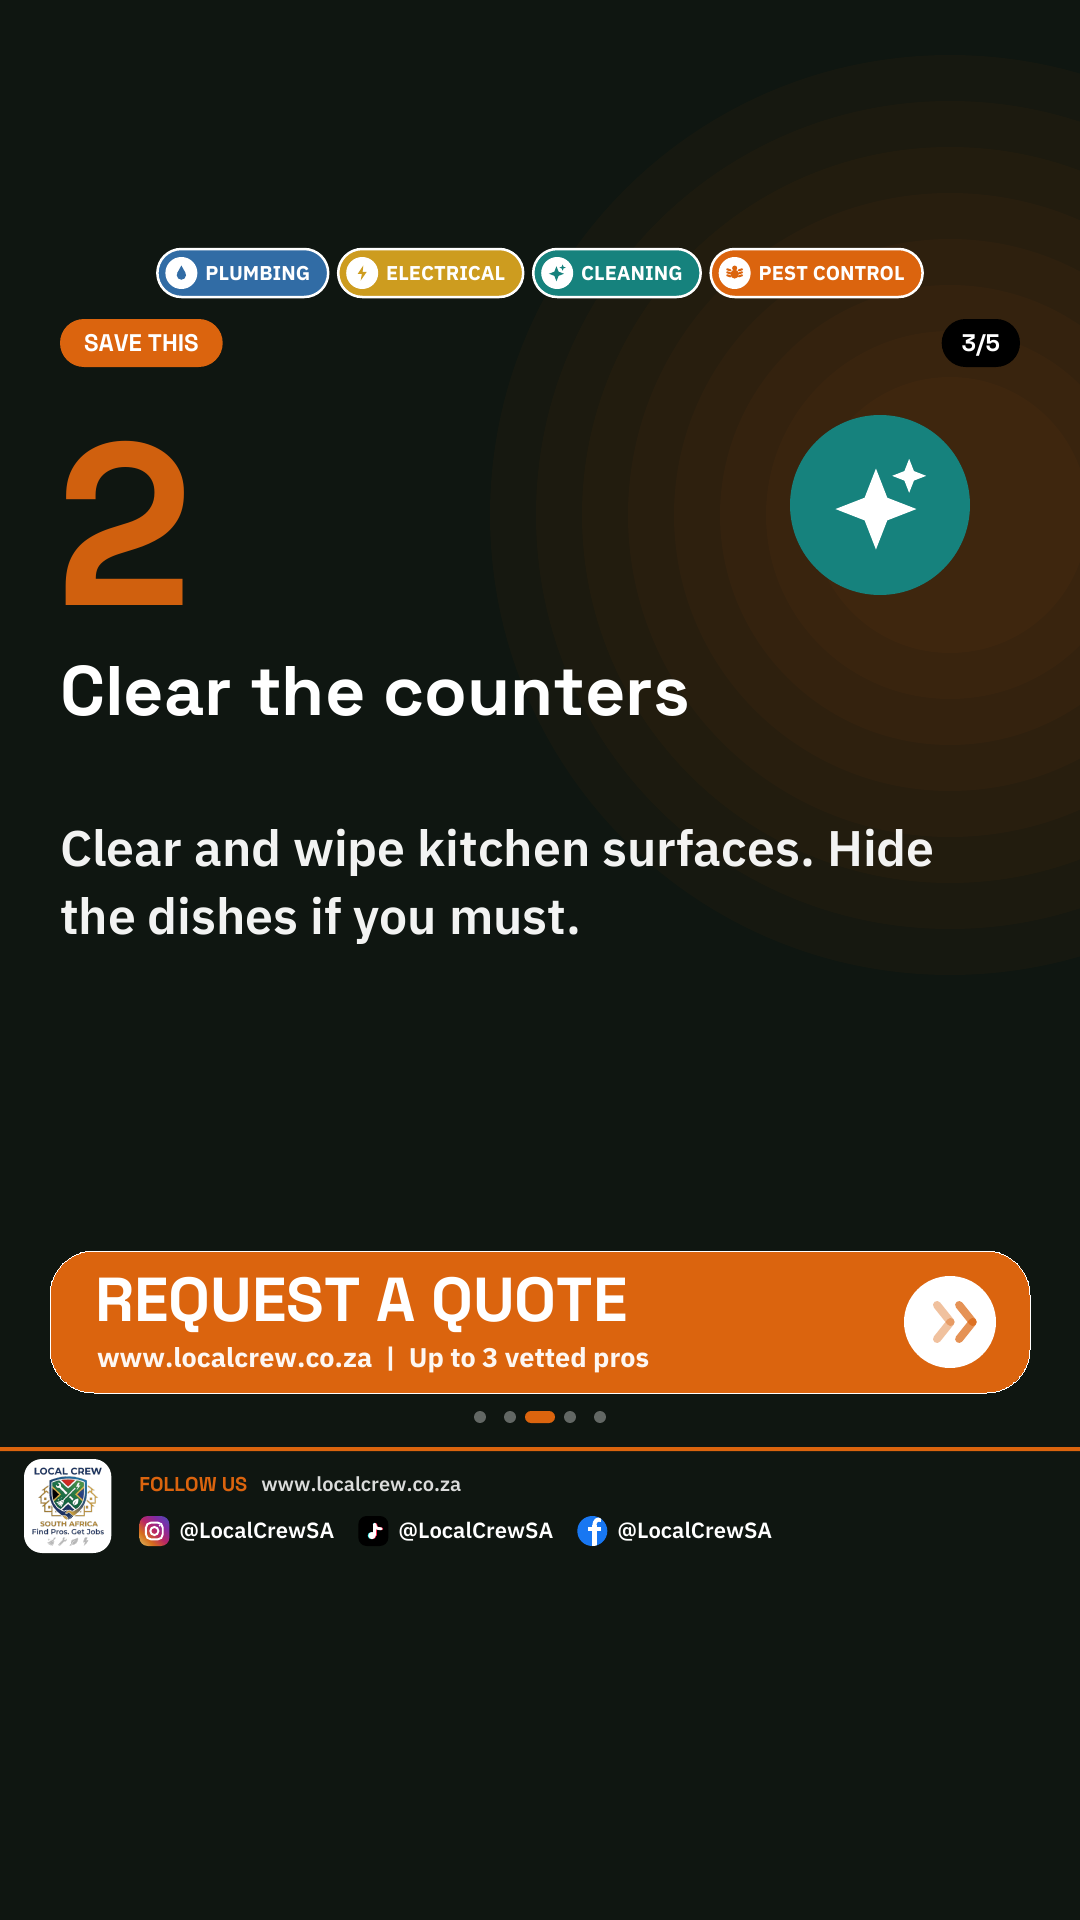 PLUMBING ELECTRICAL CLEANING PEST CONTROL
SAVE THIS 3/5
2
Clear the counters
Clear and wipe kitchen surfaces. Hide
the dishes if you must.
REQUEST A QUOTE
www.localcrew.co.za | Up to 3 vetted pros
LOCAL CREW
SOUTH AFRICA
Find Pros. Get Jobs
FOLLOW US www.localcrew.co.za
@LocalCrewSA @LocalCrewSA @LocalCrewSA